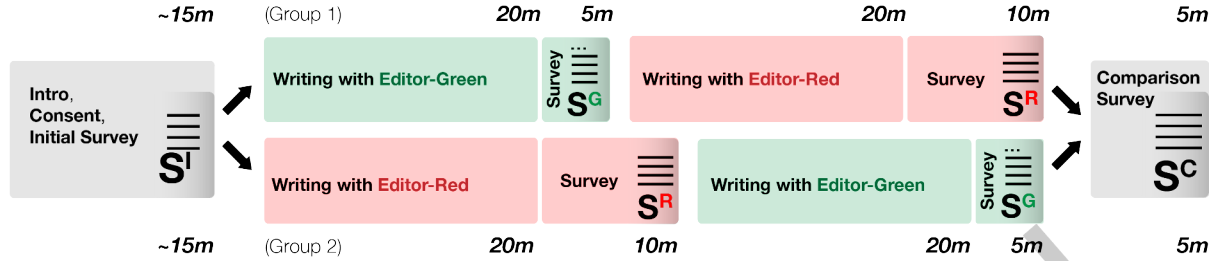 ~15m (Group 1) 20m 5m 20m 10m 5m
Intro,
Consent,
Initial Survey
S^I
Writing with Editor-Green
Survey
S^G
Writing with Editor-Red
Survey
S^R
Comparison
Survey
S^C
Writing with Editor-Red
Survey
S^R
Writing with Editor-Green
Survey
S^G
~15m (Group 2) 20m 10m 20m 5m 5m